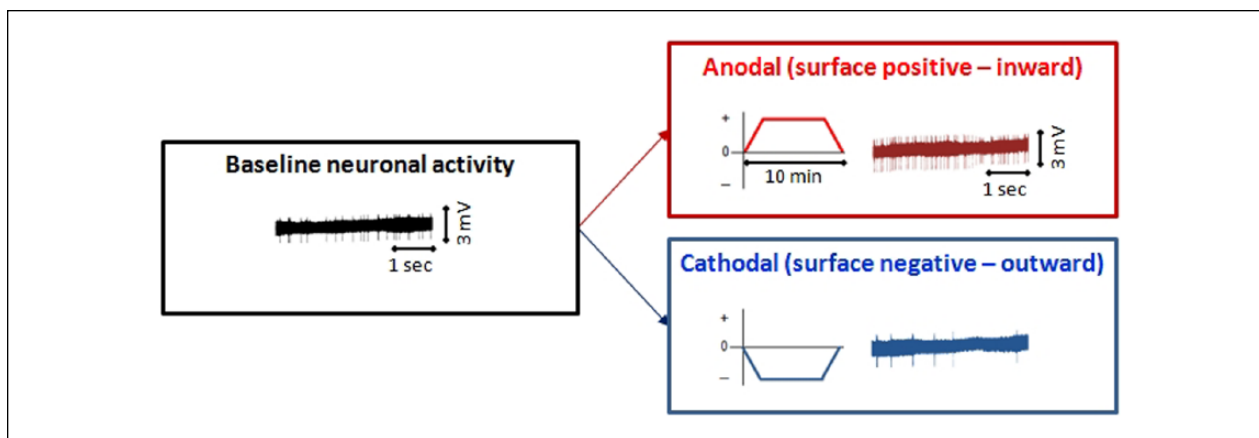 Baseline neuronal activity
3 mV
1 sec
Anodal (surface positive – inward)
+
0
–
10 min
3 mV
1 sec
Cathodal (surface negative – outward)
+
0
–